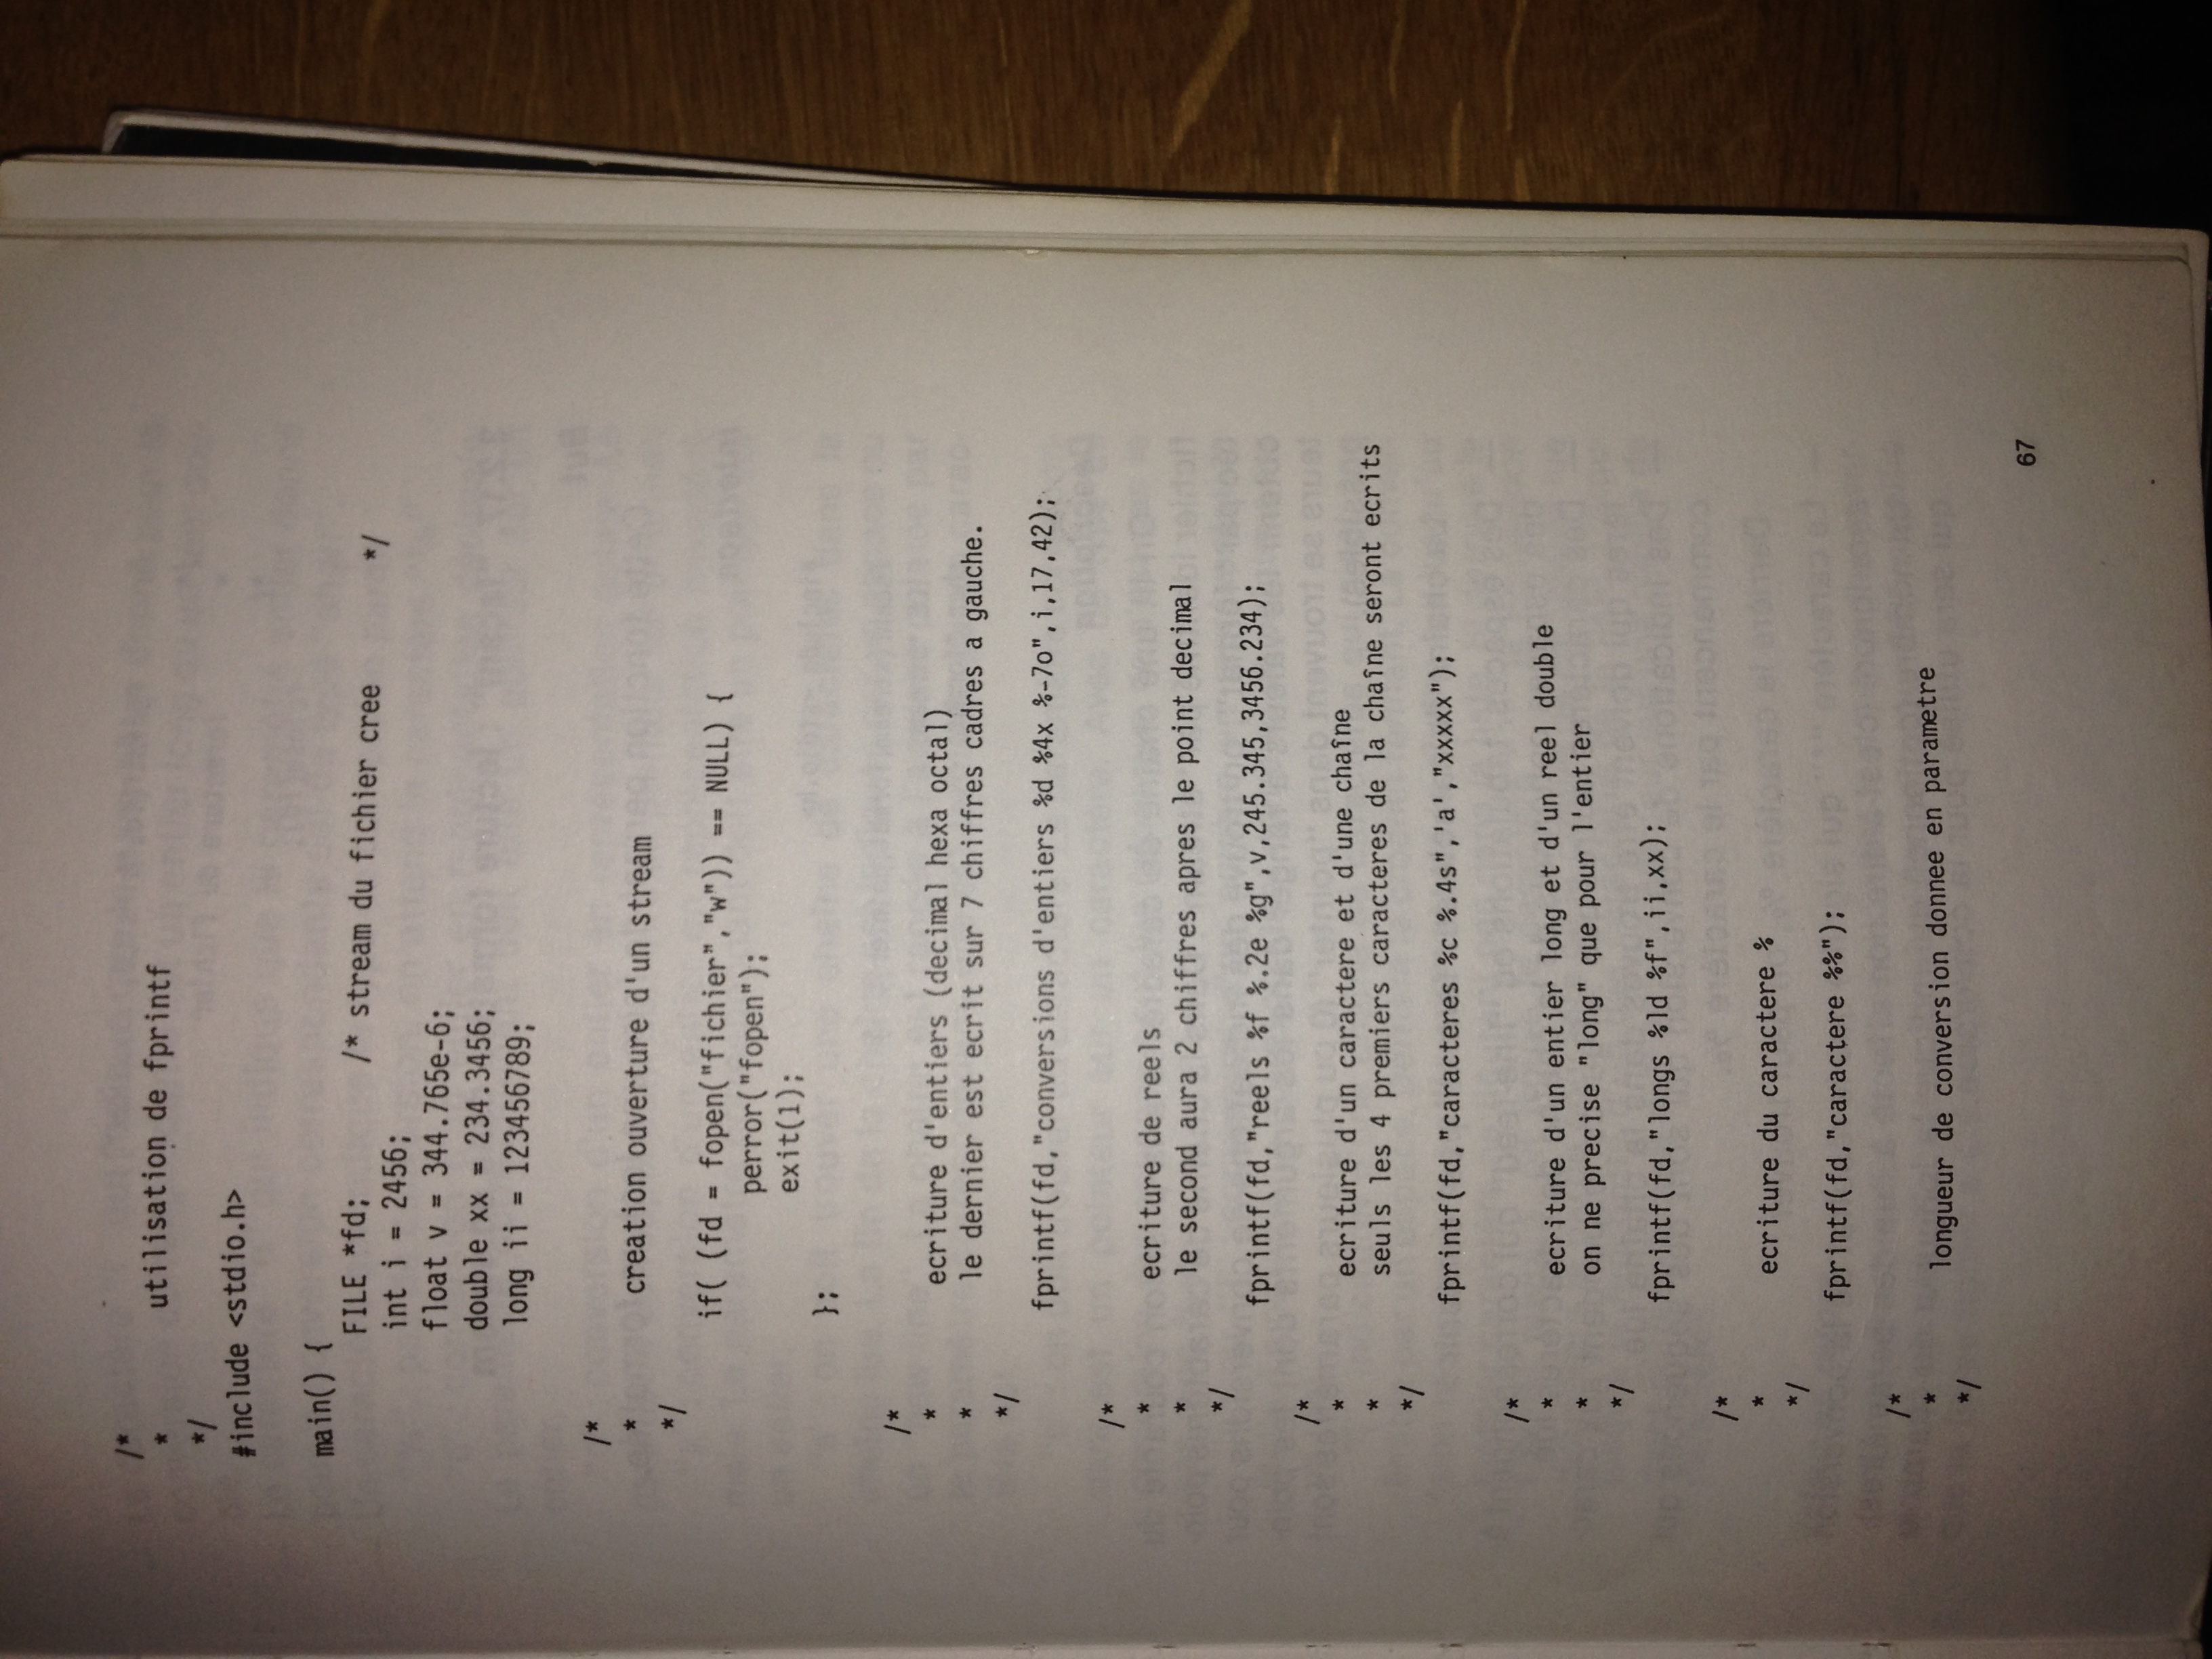 /*
 *        utilisation de fprintf
 */
#include <stdio.h>
main() {
        FILE *fd;         /* stream du fichier cree        */
        int i = 2456;
        float v = 344.765e-6;
        double xx = 234.3456;
        long ii = 123456789;
/*
 *        creation ouverture d'un stream
 */
        if( (fd = fopen("fichier","w")) == NULL) {
                perror("fopen");
                exit(1);
        };
/*
 *        ecriture d'entiers (decimal hexa octal)
 *        le dernier est ecrit sur 7 chiffres cadres a gauche.
 */
        fprintf(fd,"conversions d'entiers %d %4x %-7o",i,17,42);
/*
 *        ecriture de reels
 *        le second aura 2 chiffres apres le point decimal
 */
        fprintf(fd,"reels %f %.2e %g",v,245.345,3456.234);
/*
 *        ecriture d'un caractere et d'une chaîne
 *        seuls les 4 premiers caracteres de la chaîne seront ecrits
 */
        fprintf(fd,"caracteres %c %.4s",'a',"xxxxx");
/*
 *        ecriture d'un entier long et d'un reel double
 *        on ne precise "long" que pour l'entier
 */
        fprintf(fd,"longs %ld %f",ii,xx);
/*
 *        ecriture du caractere %
 */
        fprintf(fd,"caractere %%");
/*
 *        longueur de conversion donnee en parametre
 */
67